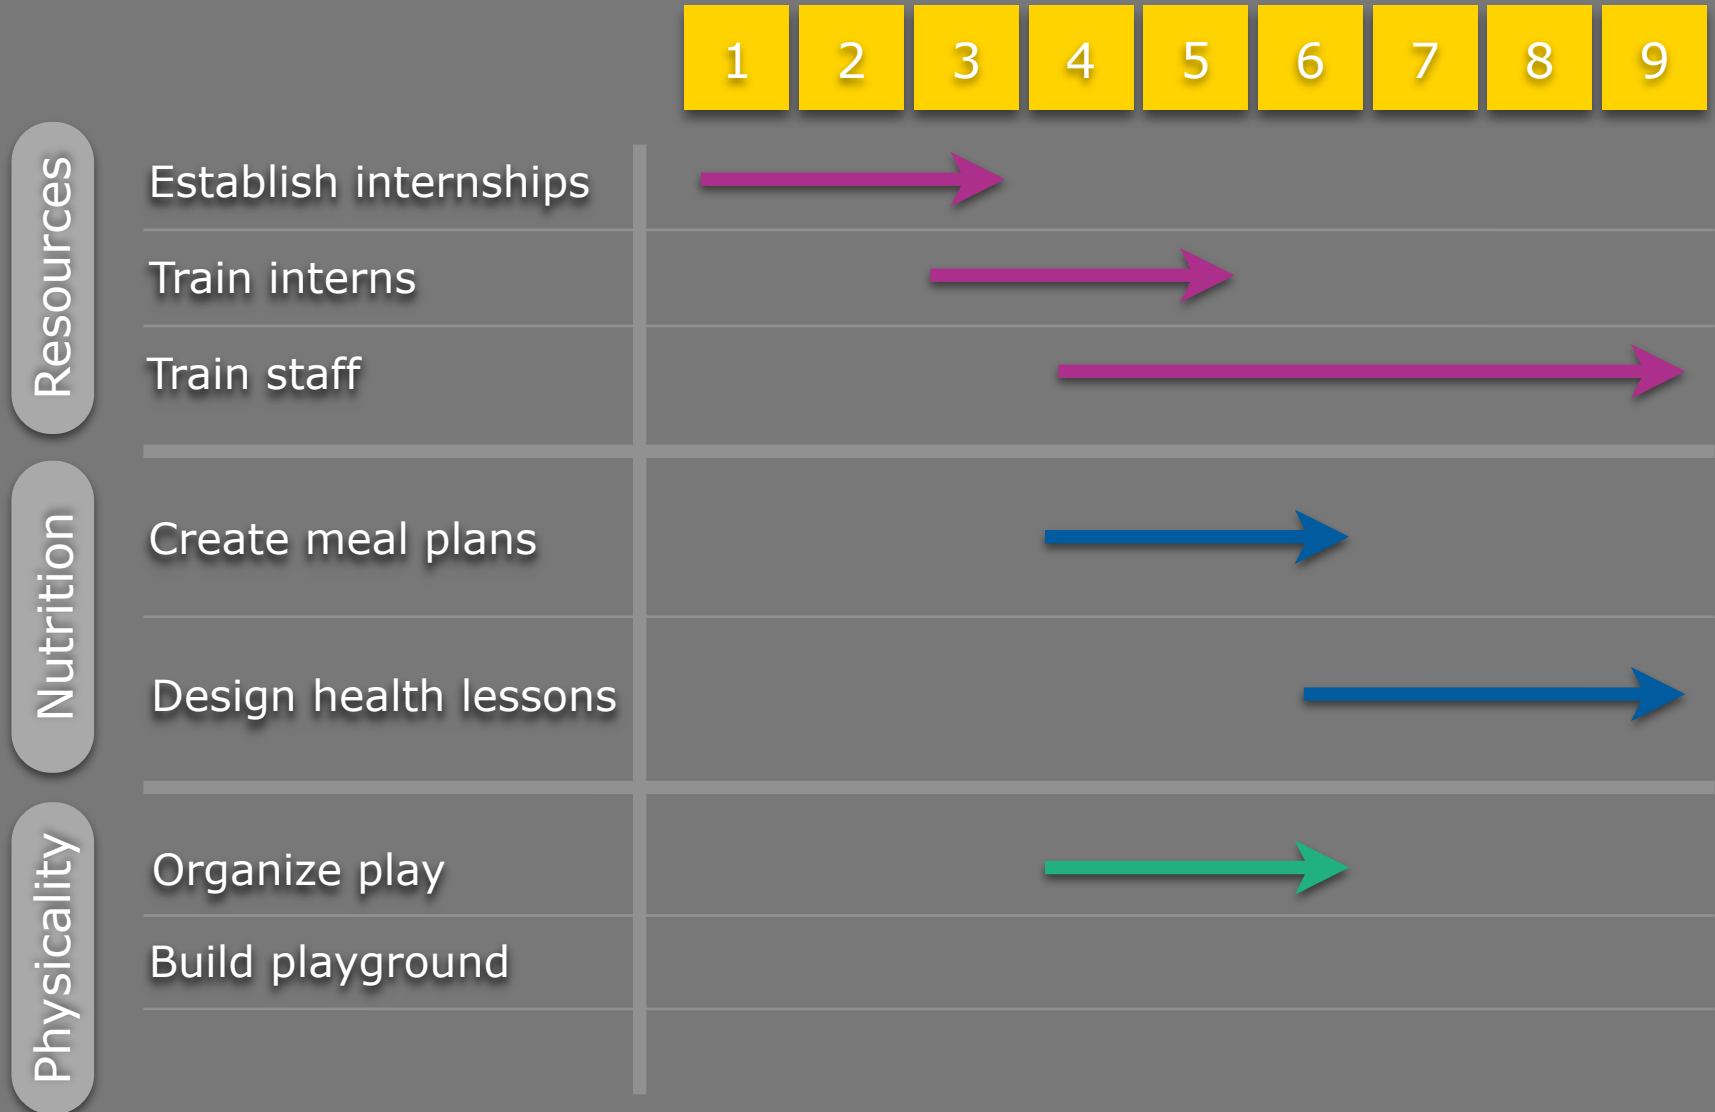 1 2 3 4 5 6 7 8 9
Resources
Establish internships
Train interns
Train staff
Nutrition
Create meal plans
Design health lessons
Physicality
Organize play
Build playground